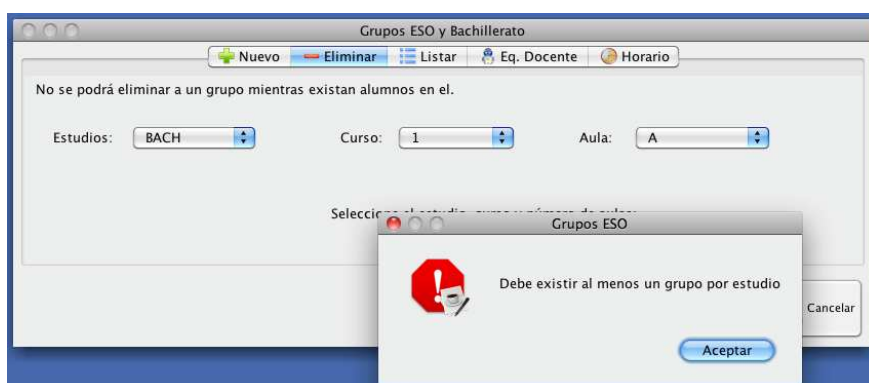 Grupos ESO y Bachillerato
Nuevo Eliminar Listar Eq. Docente Horario
No se podrá eliminar a un grupo mientras existan alumnos en el.
Estudios: BACH Curso: 1 Aula: A
Grupos ESO
Debe existir al menos un grupo por estudio
Cancelar
Aceptar